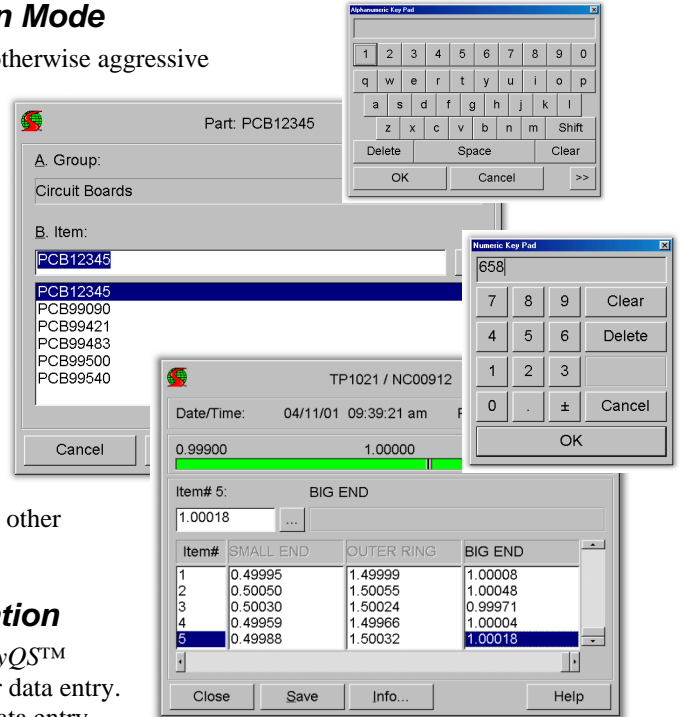 n Mode
otherwise aggressive
Alphanumeric Key Pad
1 2 3 4 5 6 7 8 9 0
q w e r t y u i o p
a s d f g h j k l
z x c v b n m Shift
Delete Space Clear
OK Cancel >>
Part: PCB12345
A. Group:
Circuit Boards
B. Item:
PCB12345
PCB12345
PCB99090
PCB99421
PCB99483
PCB99500
PCB99540
Cancel
Numeric Key Pad
658
7 8 9 Clear
4 5 6 Delete
1 2 3
0 . ± Cancel
OK
TP1021 / NC00912
Date/Time: 04/11/01 09:39:21 am
0.99900 1.00000
Item# 5: BIG END
1.00018 ...
Item# SMALL END OUTER RING BIG END
1 0.49995 1.49999 1.00008
2 0.50050 1.50055 1.00048
3 0.50030 1.50024 0.99971
4 0.49959 1.49966 1.00004
5 0.49988 1.50032 1.00018
Close Save Info... Help
other
tion
yQS™
r data entry.
ata entry